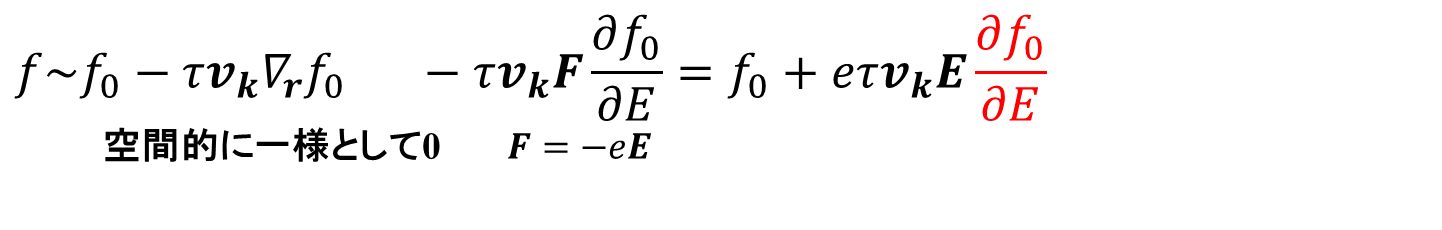 f~f₀ − τv_k∇_r f₀ − τv_k F ∂f₀/∂E = f₀ + eτv_k E ∂f₀/∂E
空間的に一様として0 F = −eE